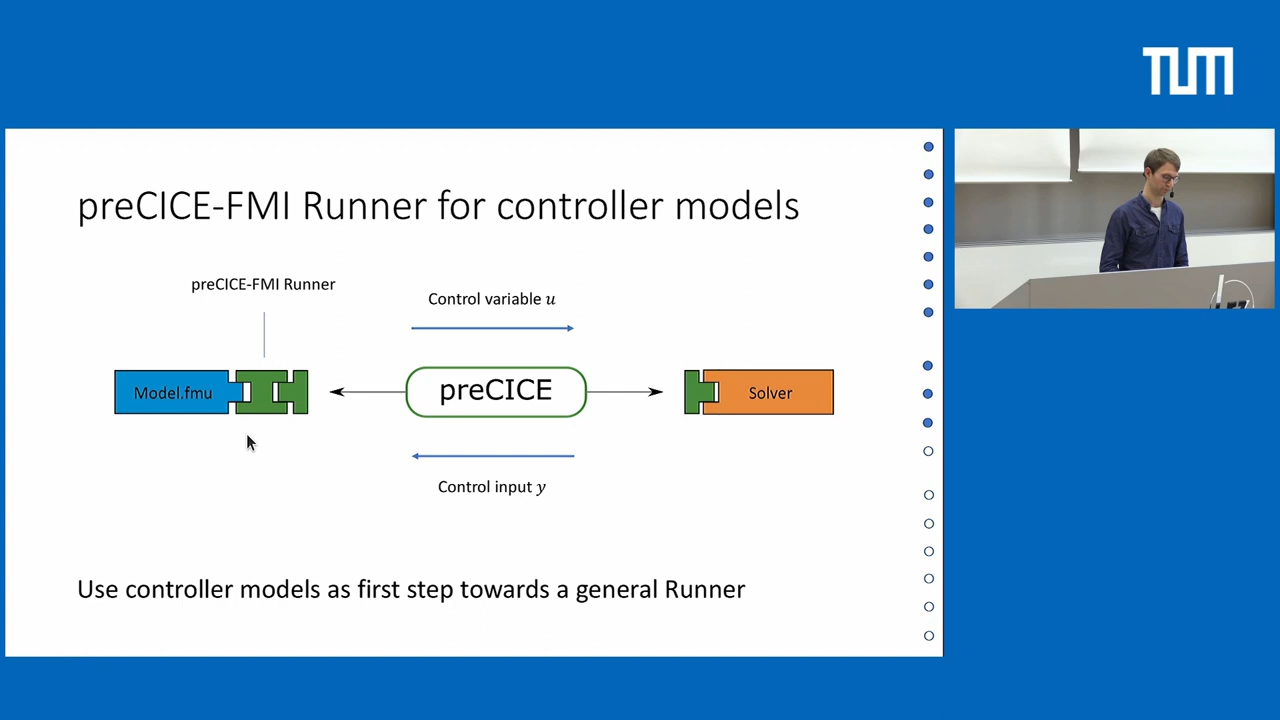 TUM
preCICE-FMI Runner for controller models
preCICE-FMI Runner
Control variable u
Model.fmu
preCICE
Solver
Control input y
Use controller models as first step towards a general Runner